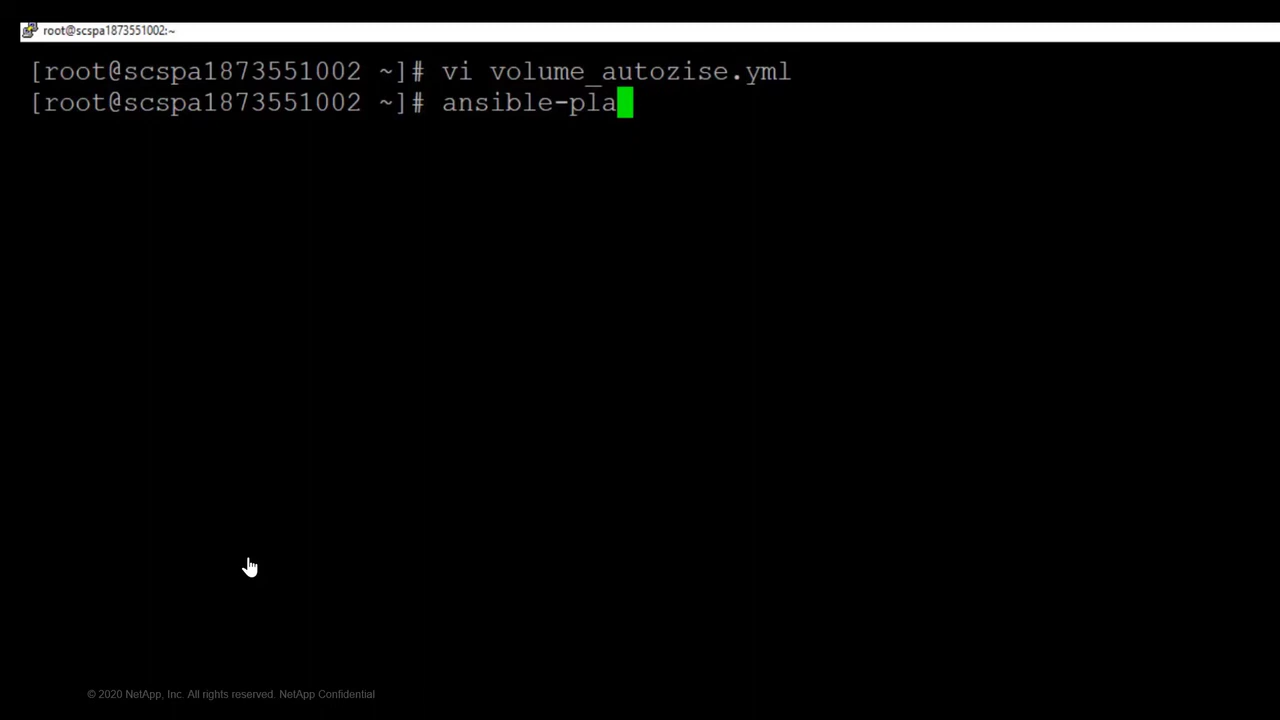 root@scspa1873551002:~
[root@scspa1873551002 ~]# vi volume_autozise.yml
[root@scspa1873551002 ~]# ansible-pla
© 2020 NetApp, Inc. All rights reserved. NetApp Confidential